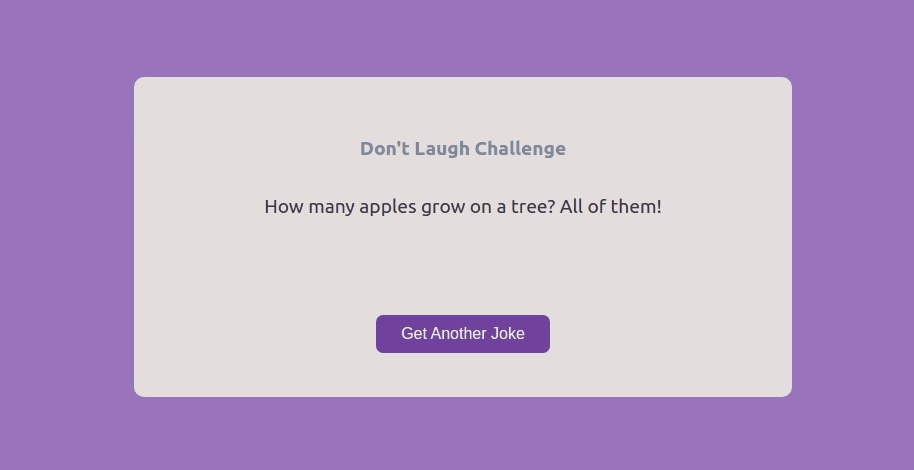 Don't Laugh Challenge
How many apples grow on a tree? All of them!
Get Another Joke